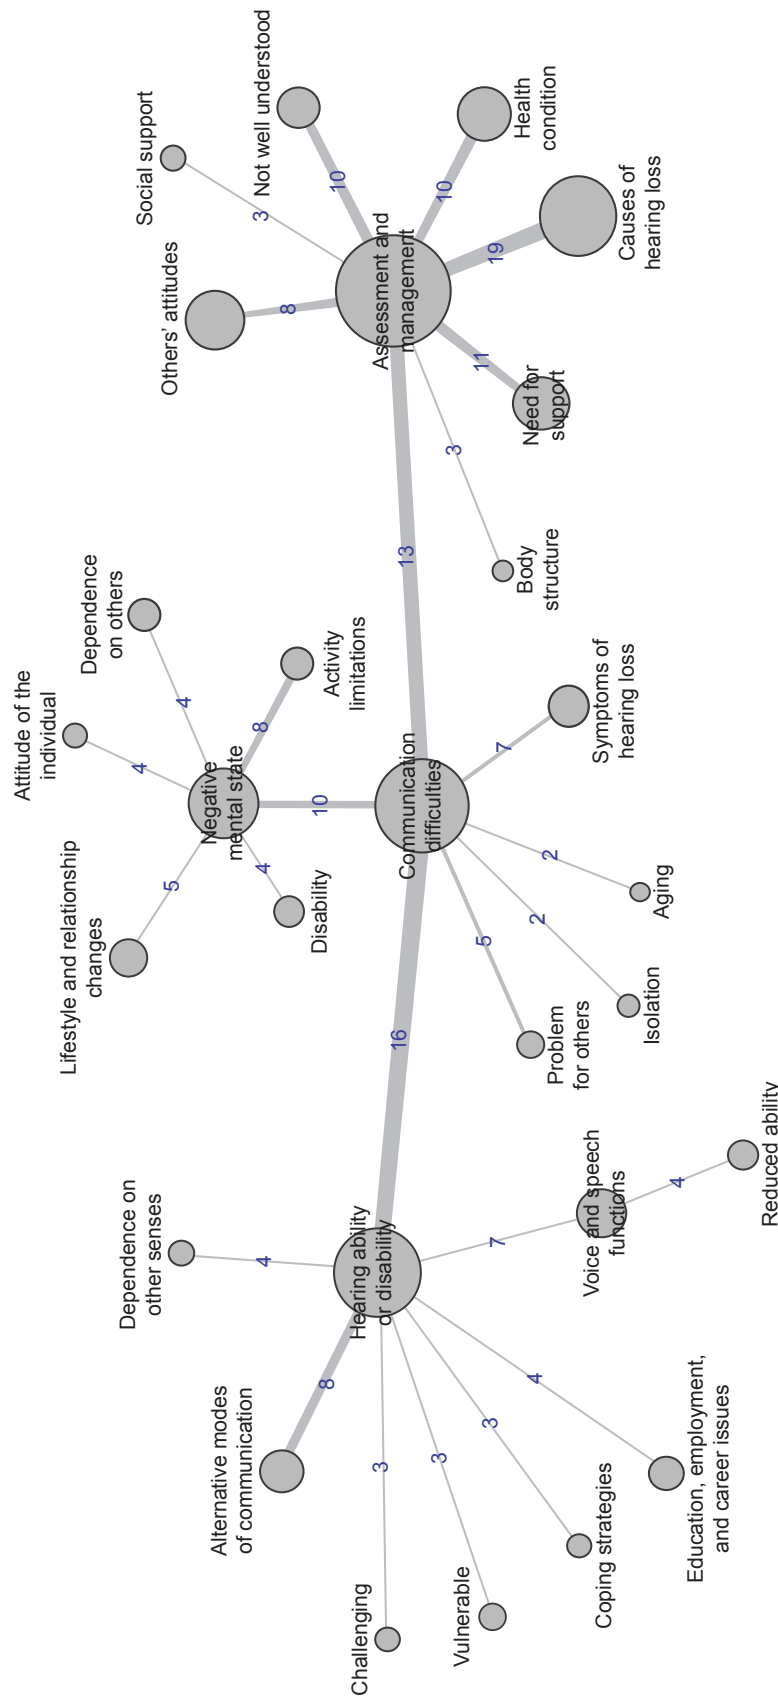 Challenging
3
Vulnerable
3
Coping strategies
3
Education, employment,
and career issues
4
Alternative modes
of communication
8
Dependence on
other senses
4
Hearing ability
or disability
7
Voice and speech
functions
4
Reduced ability
16
Problem
for others
5
Isolation
2
Aging
2
Symptoms of
hearing loss
7
Communication
difficulties
10
Negative
mental state
Lifestyle and relationship
changes
5
Disability
4
Attitude of the
individual
4
Dependence
on others
4
Activity
limitations
8
13
Body
structure
3
Need for
support
11
Assessment and
management
Others’ attitudes
8
Social support
3
Not well understood
10
Health
condition
10
Causes of
hearing loss
19